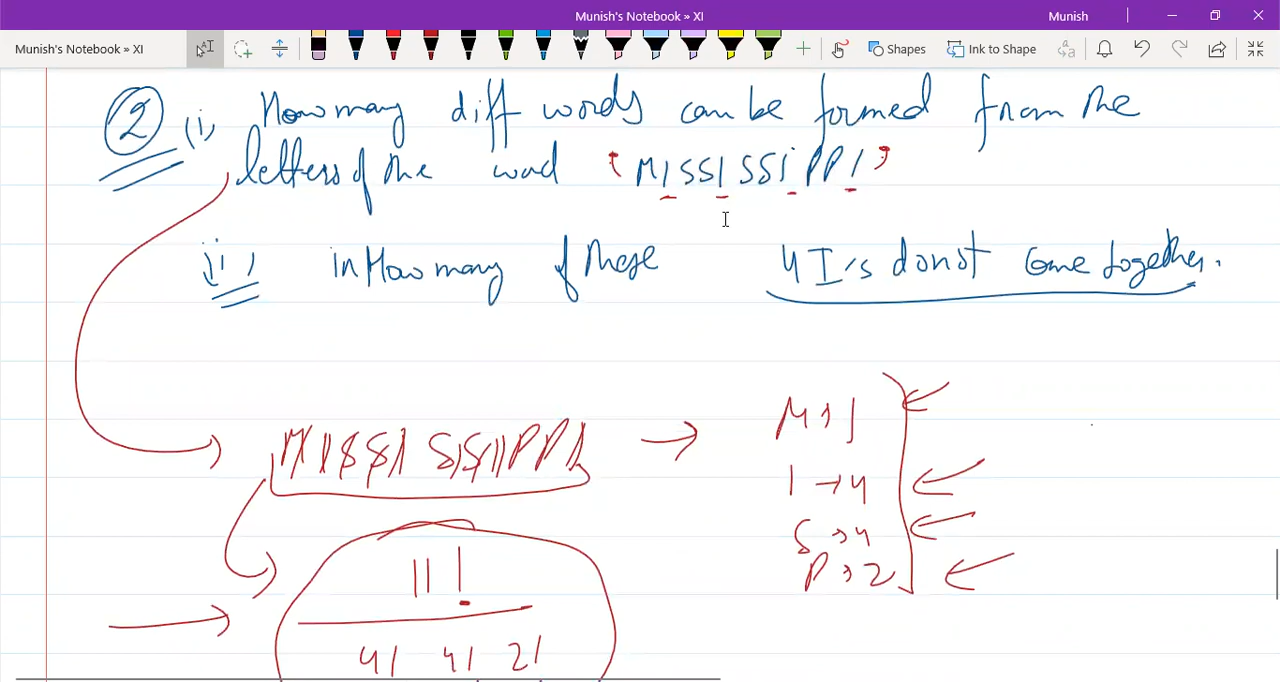 Munish's Notebook » XI
Munish
Munish's Notebook » XI
Shapes
Ink to Shape
2 (i) How many diff words can be formed from the
letters of the word "MISSISSIPPI"
ii) in How many of these 4 I's donot come together.
MISSISSIPPI → M → 1
I → 4
S → 4
P → 2
11!
4! 4! 2!